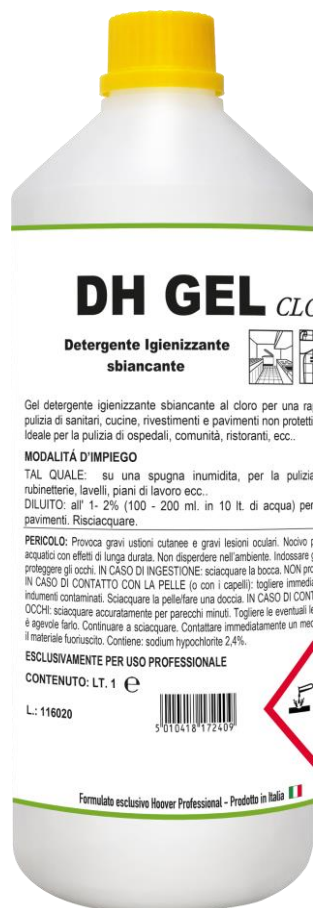 DH GEL CLO
Detergente Igienizzante
sbiancante
Gel detergente igienizzante sbiancante al cloro per una ra
pulizia di sanitari, cucine, rivestimenti e pavimenti non protetti
Ideale per la pulizia di ospedali, comunità, ristoranti, ecc..
MODALITÁ D'IMPIEGO
TAL QUALE: su una spugna inumidita, per la pulizia
rubinetterie, lavelli, piani di lavoro ecc..
DILUITO: all' 1- 2% (100 - 200 ml. in 10 lt. di acqua) per
pavimenti. Risciacquare.
PERICOLO: Provoca gravi ustioni cutanee e gravi lesioni oculari. Nocivo p
acquatici con effetti di lunga durata. Non disperdere nell'ambiente. Indossare g
proteggere gli occhi. IN CASO DI INGESTIONE: sciacquare la bocca. NON pro
IN CASO DI CONTATTO CON LA PELLE (o con i capelli): togliere immedia
indumenti contaminati. Sciacquare la pelle/fare una doccia. IN CASO DI CONT
OCCHI: sciacquare accuratamente per parecchi minuti. Togliere le eventuali le
è agevole farlo. Continuare a sciacquare. Contattare immediatamente un med
il materiale fuoriuscito. Contiene: sodium hypochlorite 2,4%.
ESCLUSIVAMENTE PER USO PROFESSIONALE
CONTENUTO: LT. 1 ℮
L.: 116020
5 010418 172409
Formulato esclusivo Hoover Professional - Prodotto in Italia